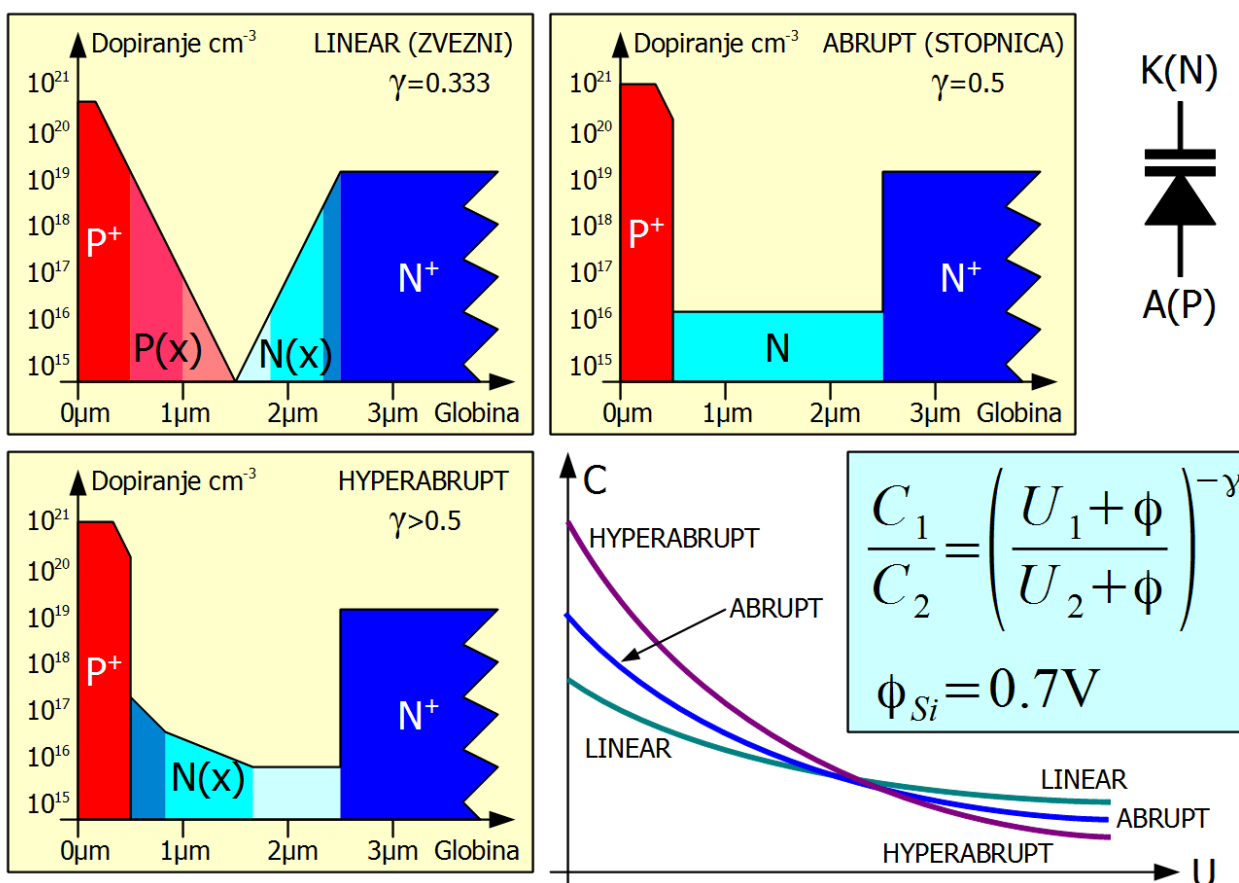 Dopiranje cm⁻³
LINEAR (ZVEZNI)
γ=0.333
10²¹
10²⁰
10¹⁹
10¹⁸
10¹⁷
10¹⁶
10¹⁵
P⁺
P(x)
N(x)
N⁺
0µm 1µm 2µm 3µm Globina
Dopiranje cm⁻³
ABRUPT (STOPNICA)
γ=0.5
10²¹
10²⁰
10¹⁹
10¹⁸
10¹⁷
10¹⁶
10¹⁵
P⁺
N
N⁺
0µm 1µm 2µm 3µm Globina
K(N)
A(P)
Dopiranje cm⁻³
HYPERABRUPT
γ>0.5
10²¹
10²⁰
10¹⁹
10¹⁸
10¹⁷
10¹⁶
10¹⁵
P⁺
N(x)
N⁺
0µm 1µm 2µm 3µm Globina
C
HYPERABRUPT
ABRUPT
LINEAR
LINEAR
ABRUPT
HYPERABRUPT
U
C₁/C₂=((U₁+ϕ)/(U₂+ϕ))^−γ
ϕSi=0.7V